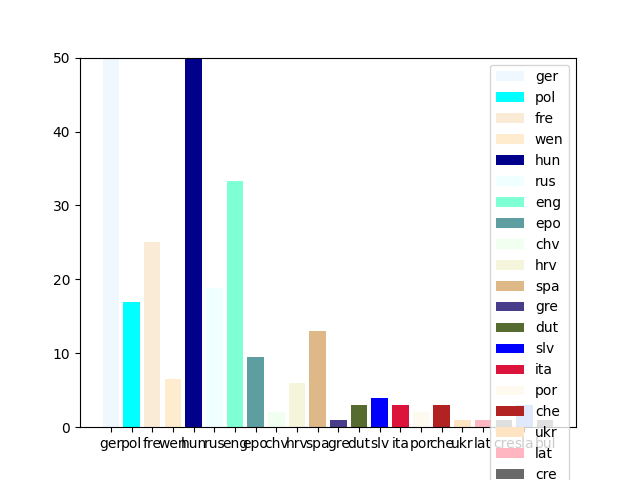 50
40
30
20
10
0
ger pol fre wen hun rus eng epo chv hrv spa gre dut slv ita por che ukr lat cre sla bul
ger
pol
fre
wen
hun
rus
eng
epo
chv
hrv
spa
gre
dut
slv
ita
por
che
ukr
lat
cre